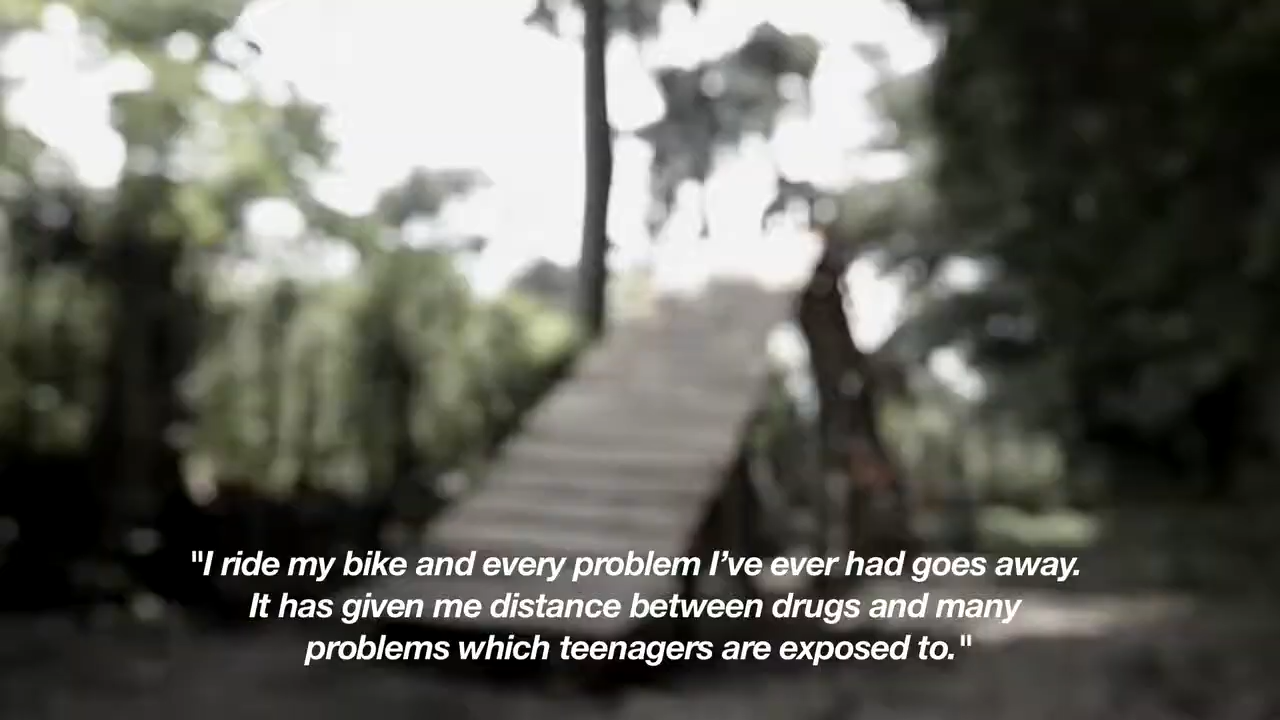 "I ride my bike and every problem I’ve ever had goes away.
It has given me distance between drugs and many
problems which teenagers are exposed to."